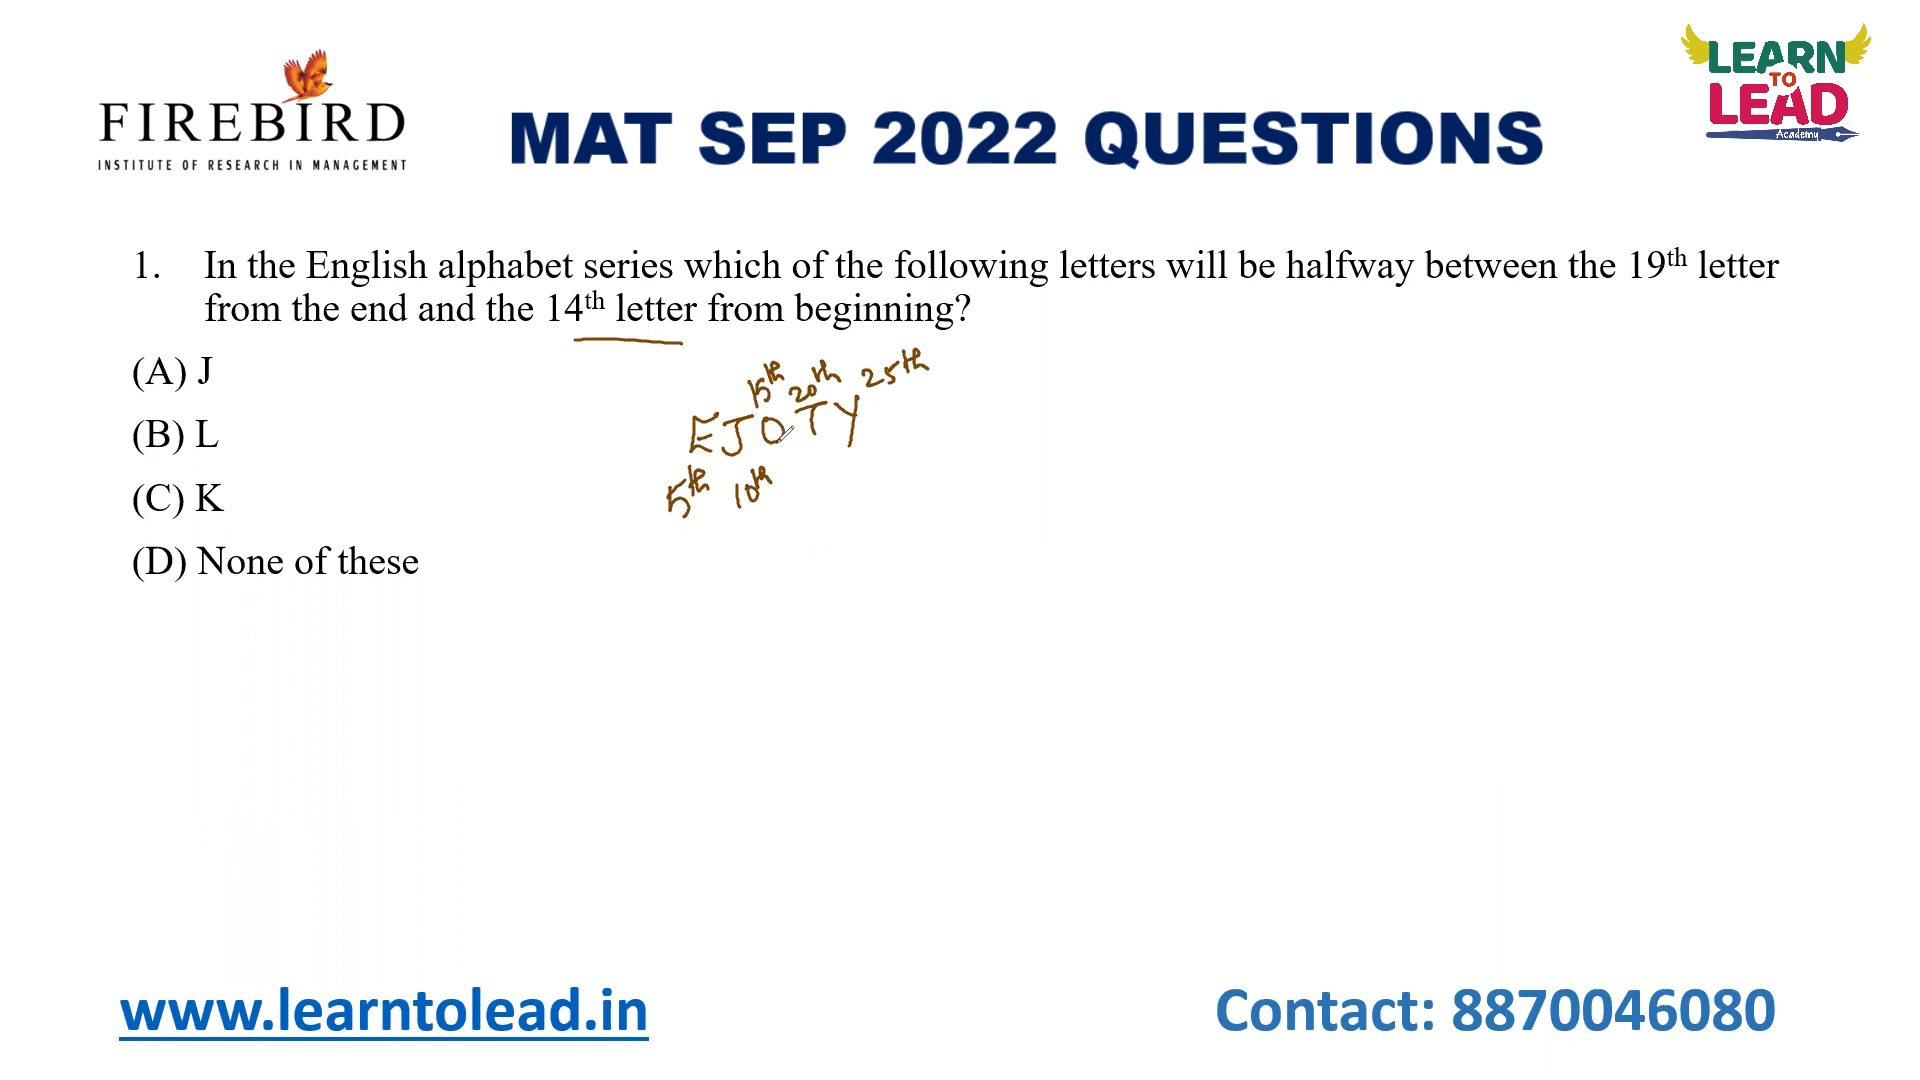 FIREBIRD
INSTITUTE OF RESEARCH IN MANAGEMENT
MAT SEP 2022 QUESTIONS
LEARN
TO
LEAD
Academy
1. In the English alphabet series which of the following letters will be halfway between the 19th letter
from the end and the 14th letter from beginning?
(A) J
(B) L
(C) K
(D) None of these
15th 20th 25th
E J O T Y
5th 10th
www.learntolead.in
Contact: 8870046080